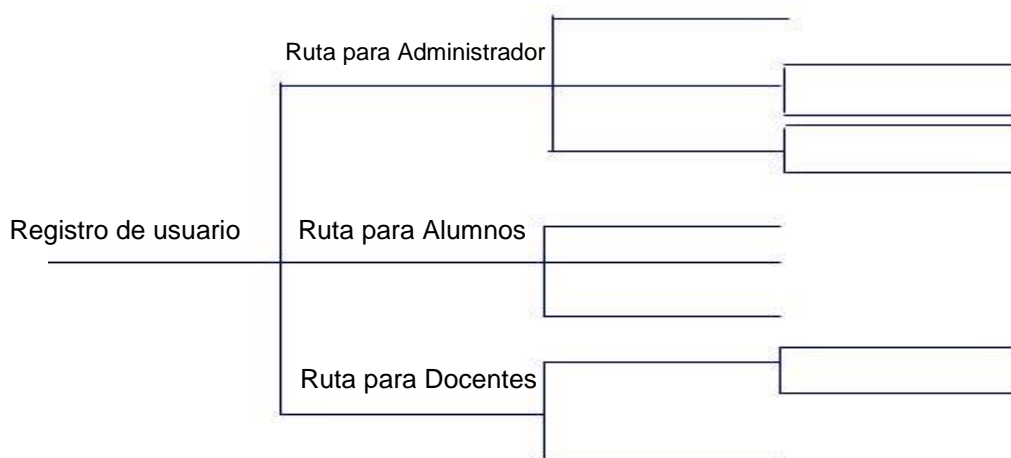 Ruta para Administrador
Registro de usuario
Ruta para Alumnos
Ruta para Docentes